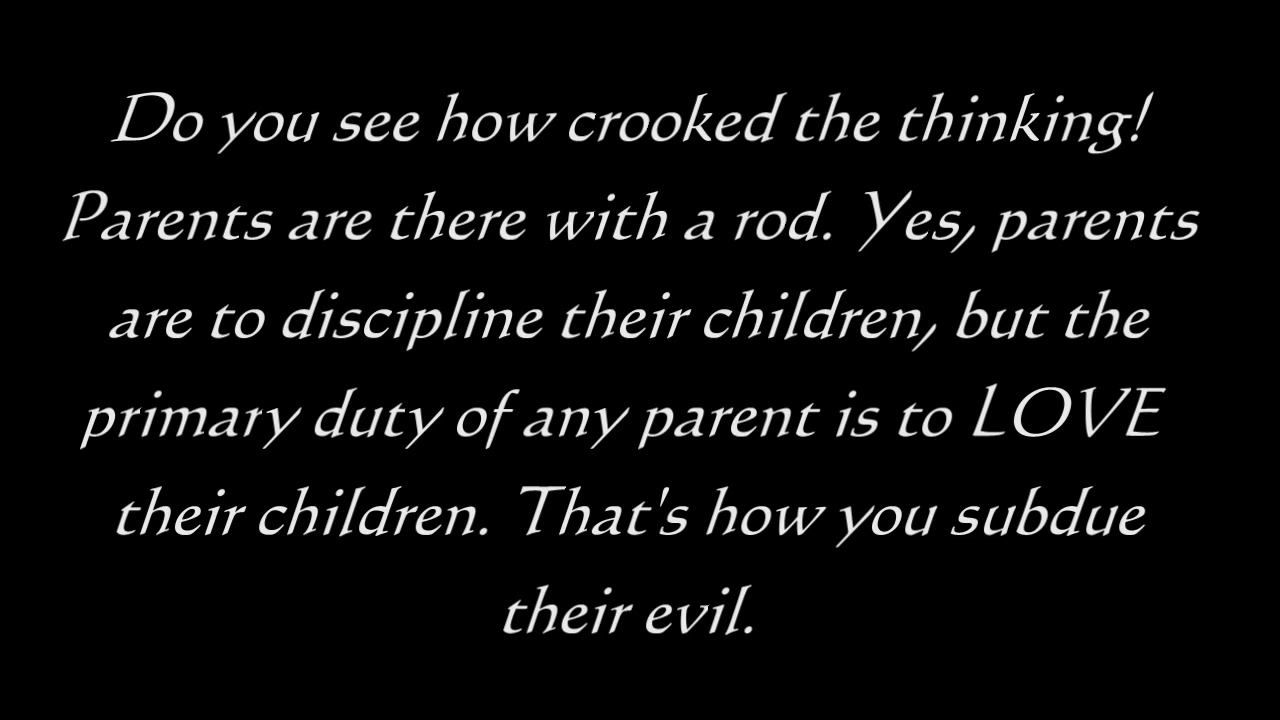 Do you see how crooked the thinking!
Parents are there with a rod. Yes, parents
are to discipline their children, but the
primary duty of any parent is to LOVE
their children. That's how you subdue
their evil.